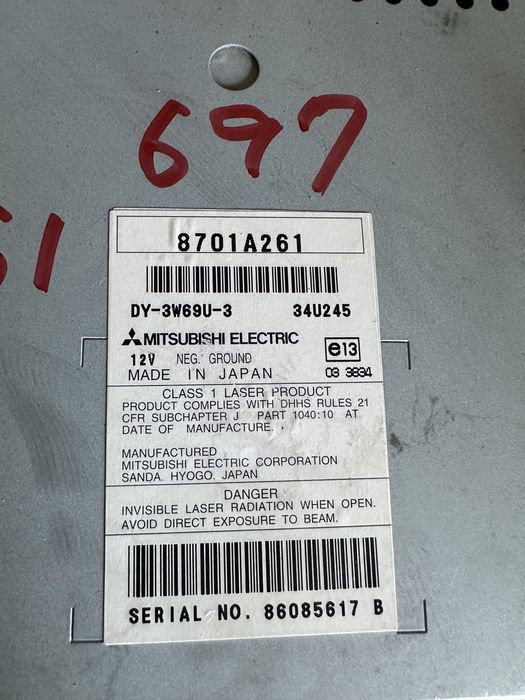 697
51
8701A261
DY-3W69U-3 34U245
MITSUBISHI ELECTRIC
12V NEG. GROUND e13
MADE IN JAPAN 03 3834
CLASS 1 LASER PRODUCT
PRODUCT COMPLIES WITH DHHS RULES 21
CFR SUBCHAPTER J PART 1040:10 AT
DATE OF MANUFACTURE.
MANUFACTURED
MITSUBISHI ELECTRIC CORPORATION
SANDA. HYOGO. JAPAN
DANGER
INVISIBLE LASER RADIATION WHEN OPEN.
AVOID DIRECT EXPOSURE TO BEAM.
SERIAL NO. 86085617 B